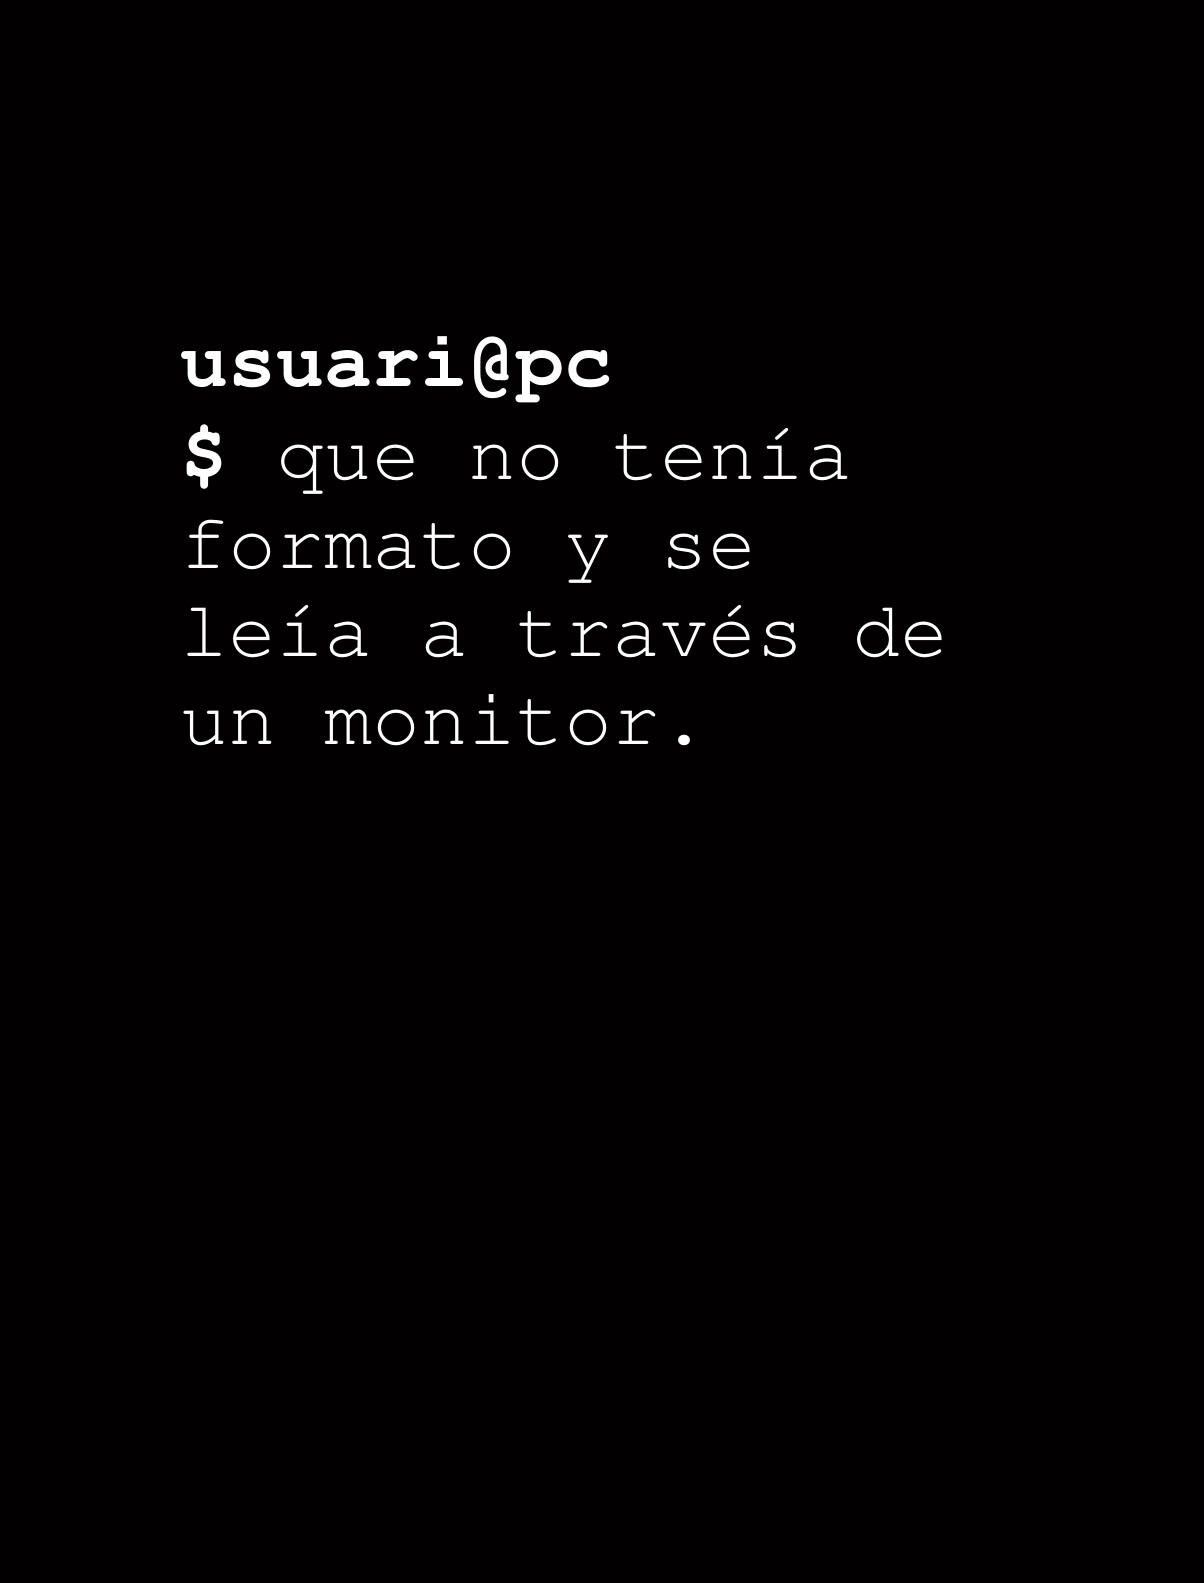 usuari@pc
$ que no tenía
formato y se
leía a través de
un monitor.